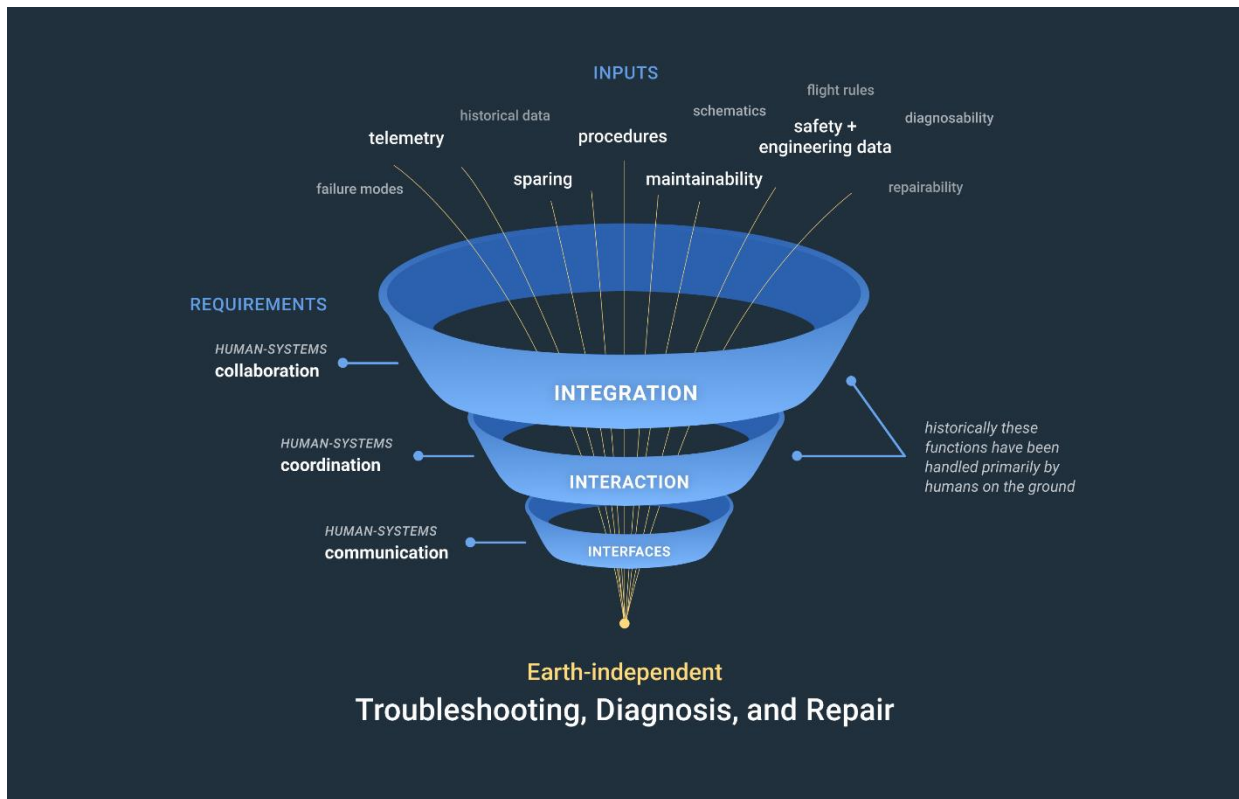 INPUTS
flight rules
historical data
schematics
safety +
engineering data
diagnosability
telemetry
procedures
failure modes
sparing
maintainability
repairability
REQUIREMENTS
HUMAN-SYSTEMS
collaboration
INTEGRATION
historically these
functions have been
handled primarily by
humans on the ground
HUMAN-SYSTEMS
coordination
INTERACTION
HUMAN-SYSTEMS
communication
INTERFACES
Earth-independent
Troubleshooting, Diagnosis, and Repair